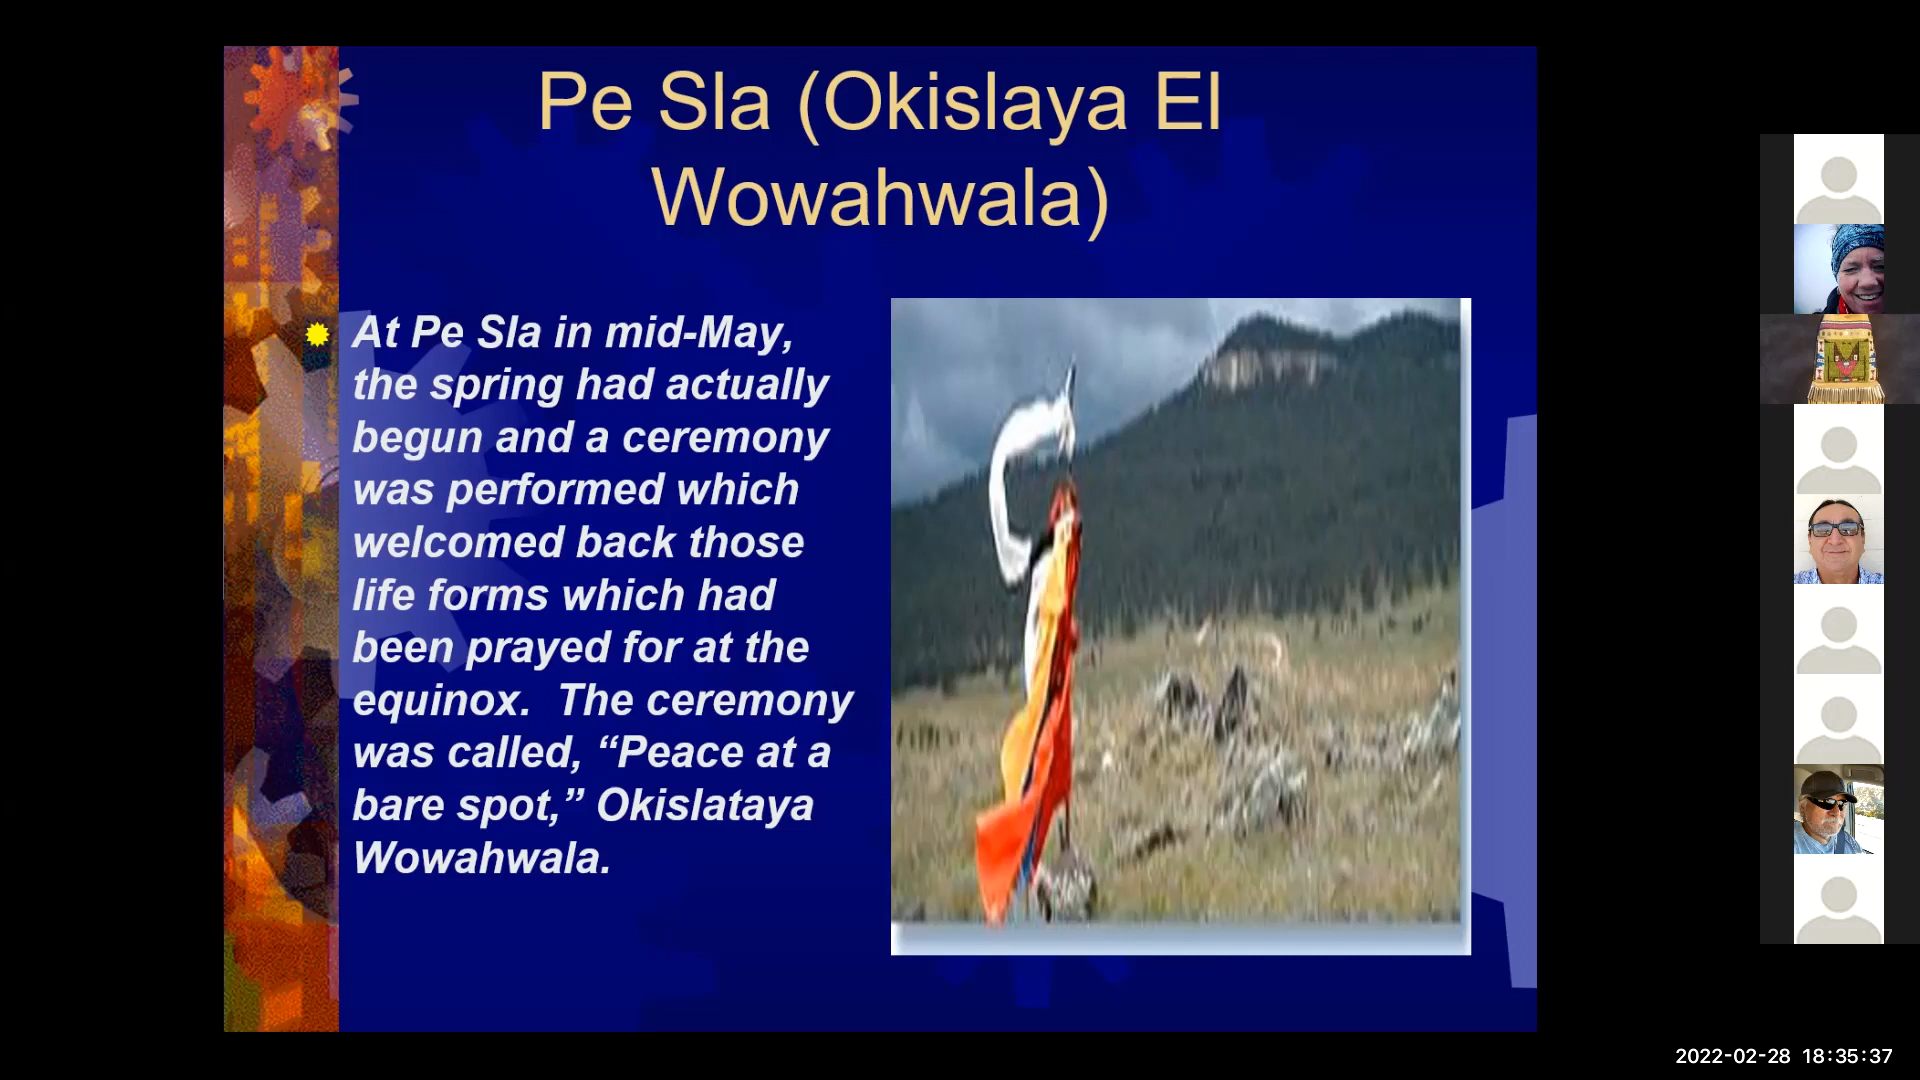 Pe Sla (Okislaya El
Wowahwala)
At Pe Sla in mid-May,
the spring had actually
begun and a ceremony
was performed which
welcomed back those
life forms which had
been prayed for at the
equinox.  The ceremony
was called, “Peace at a
bare spot,” Okislataya
Wowahwala.
2022-02-28 18:35:37